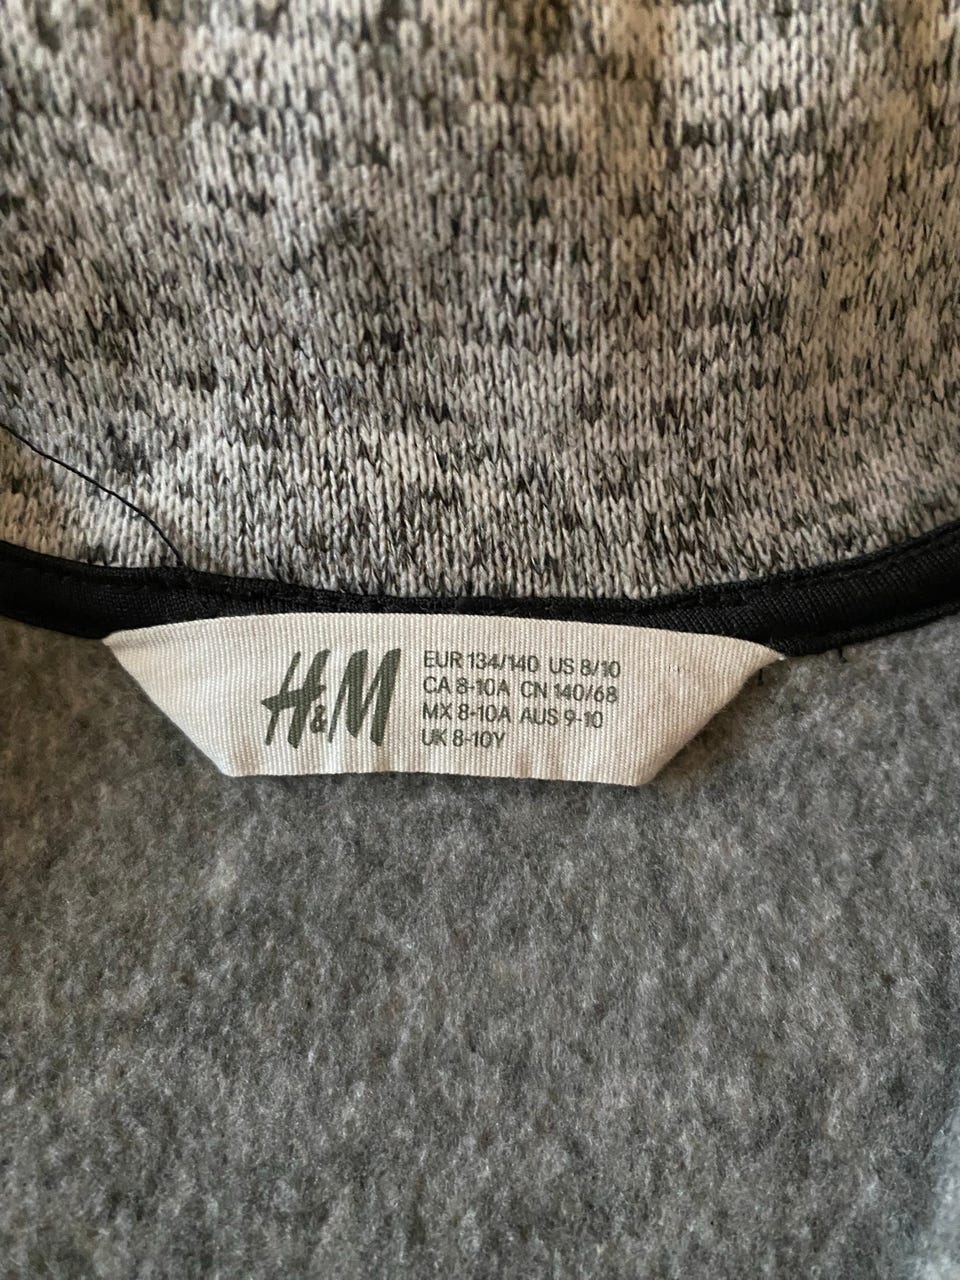 H&M
EUR 134/140 US 8/10
CA 8-10A CN 140/68
MX 8-10A AUS 9-10
UK 8-10Y